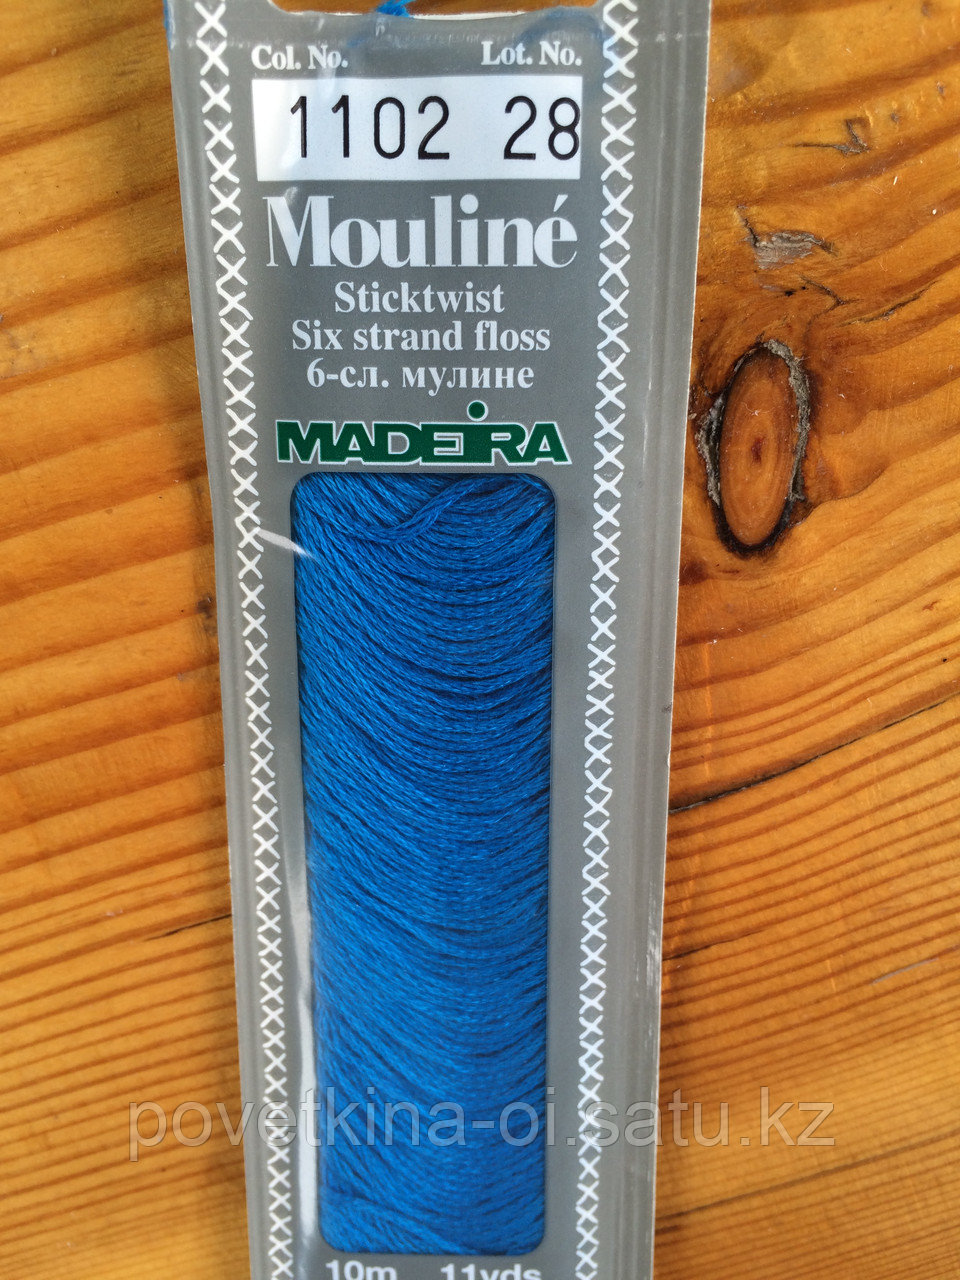 Col. No. Lot. No.
1102 28
Mouliné
Sticktwist
Six strand floss
6-сл. мулине
MADEIRA
povetkina-oi.satu.kz
10m 11yds